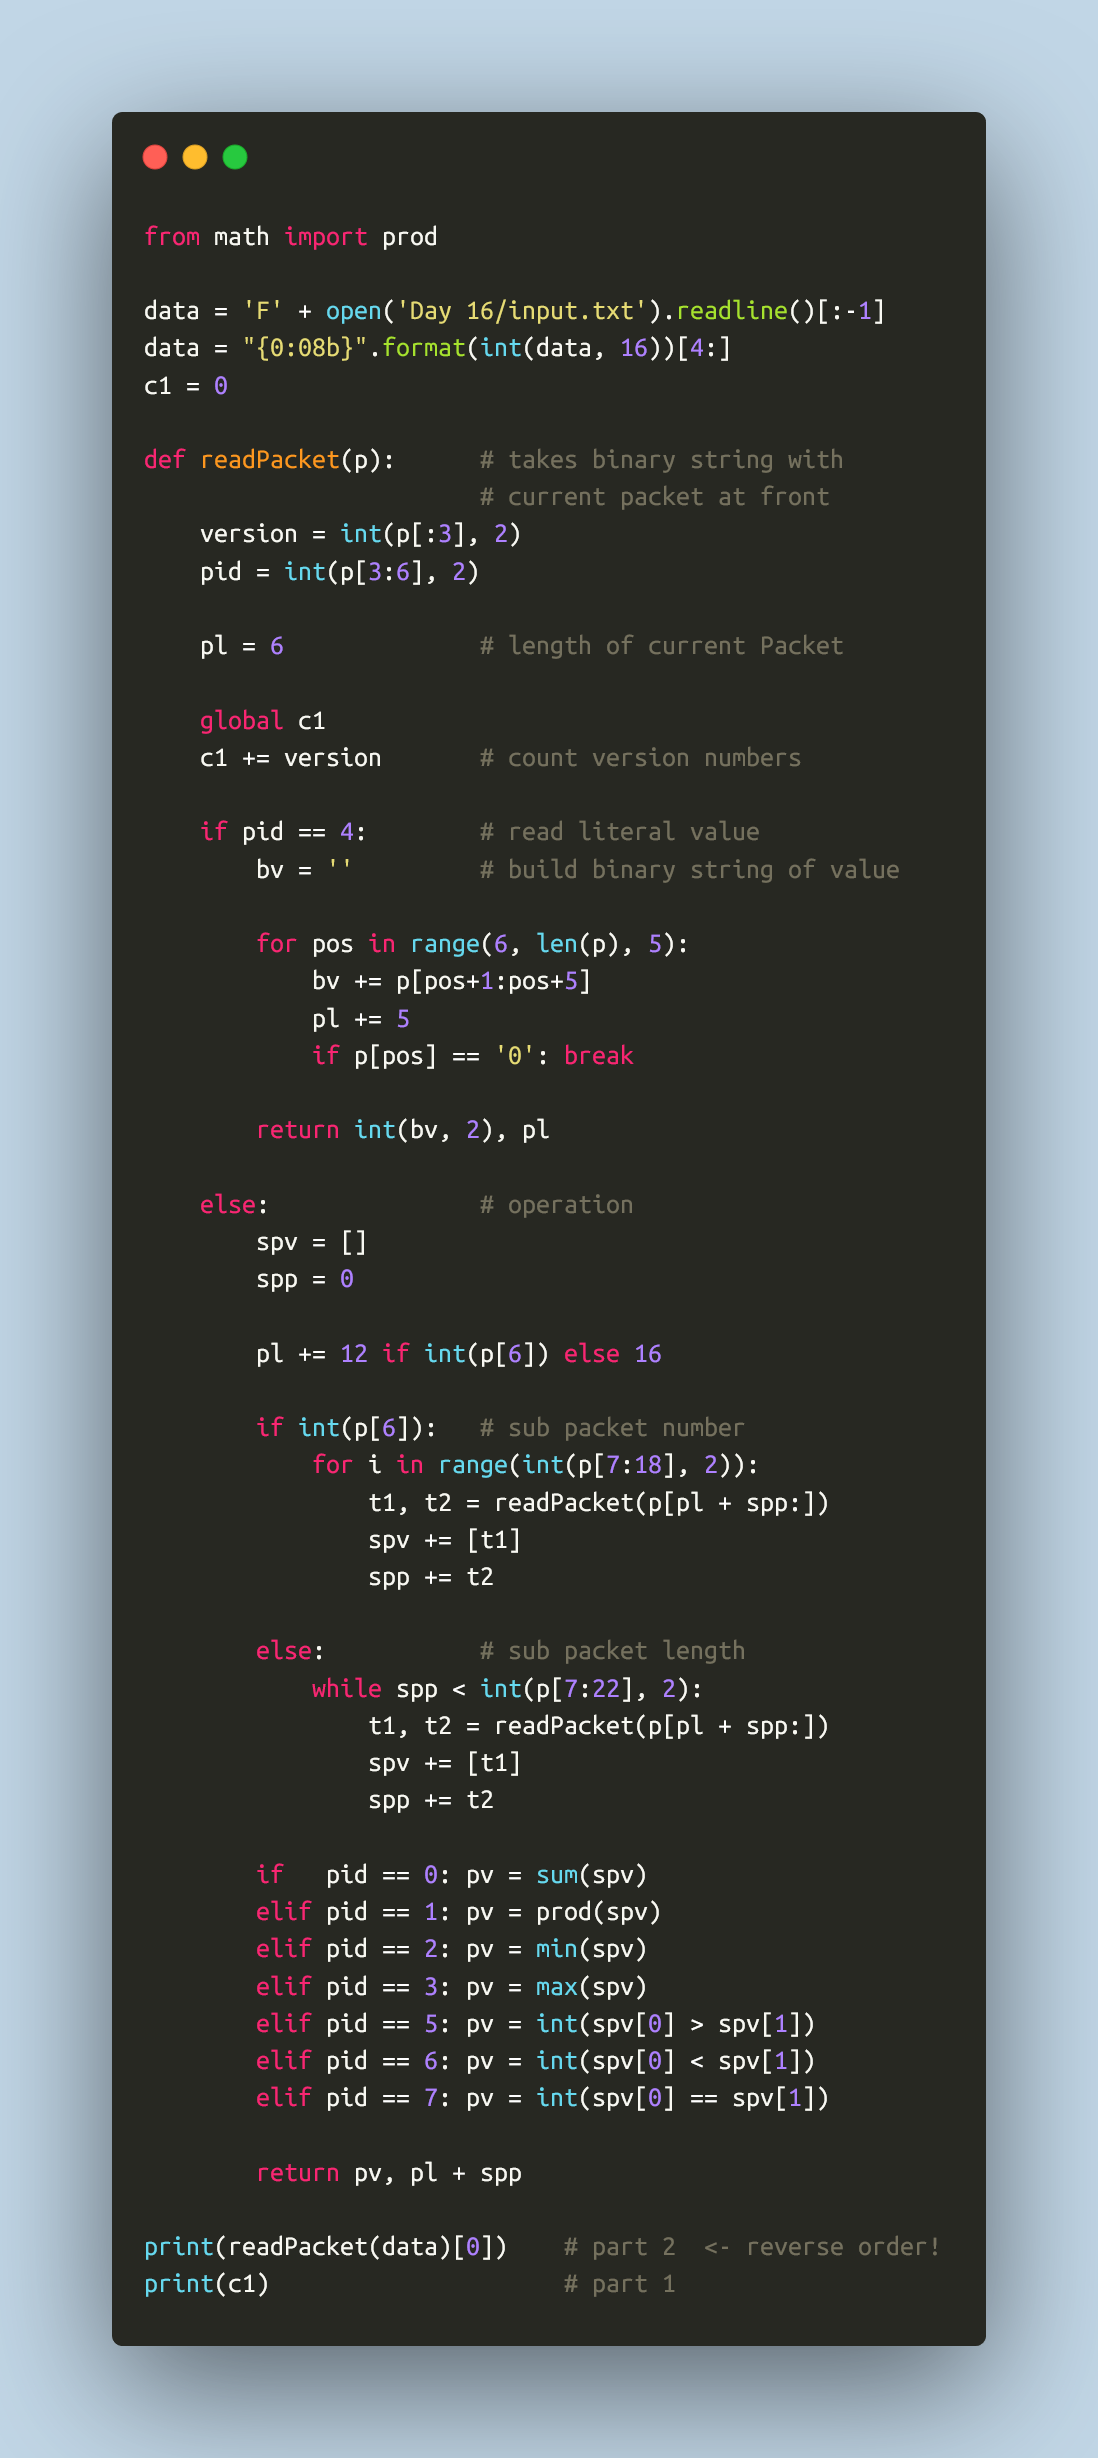 from math import prod

data = 'F' + open('Day 16/input.txt').readline()[:-1]
data = "{0:08b}".format(int(data, 16))[4:]
c1 = 0

def readPacket(p):      # takes binary string with
                        # current packet at front
    version = int(p[:3], 2)
    pid = int(p[3:6], 2)

    pl = 6              # length of current Packet

    global c1
    c1 += version       # count version numbers

    if pid == 4:        # read literal value
        bv = ''         # build binary string of value

        for pos in range(6, len(p), 5):
            bv += p[pos+1:pos+5]
            pl += 5
            if p[pos] == '0': break

        return int(bv, 2), pl

    else:               # operation
        spv = []
        spp = 0

        pl += 12 if int(p[6]) else 16

        if int(p[6]):   # sub packet number
            for i in range(int(p[7:18], 2)):
                t1, t2 = readPacket(p[pl + spp:])
                spv += [t1]
                spp += t2

        else:           # sub packet length
            while spp < int(p[7:22], 2):
                t1, t2 = readPacket(p[pl + spp:])
                spv += [t1]
                spp += t2

        if   pid == 0: pv = sum(spv)
        elif pid == 1: pv = prod(spv)
        elif pid == 2: pv = min(spv)
        elif pid == 3: pv = max(spv)
        elif pid == 5: pv = int(spv[0] > spv[1])
        elif pid == 6: pv = int(spv[0] < spv[1])
        elif pid == 7: pv = int(spv[0] == spv[1])

        return pv, pl + spp

print(readPacket(data)[0])    # part 2  <- reverse order!
print(c1)                     # part 1